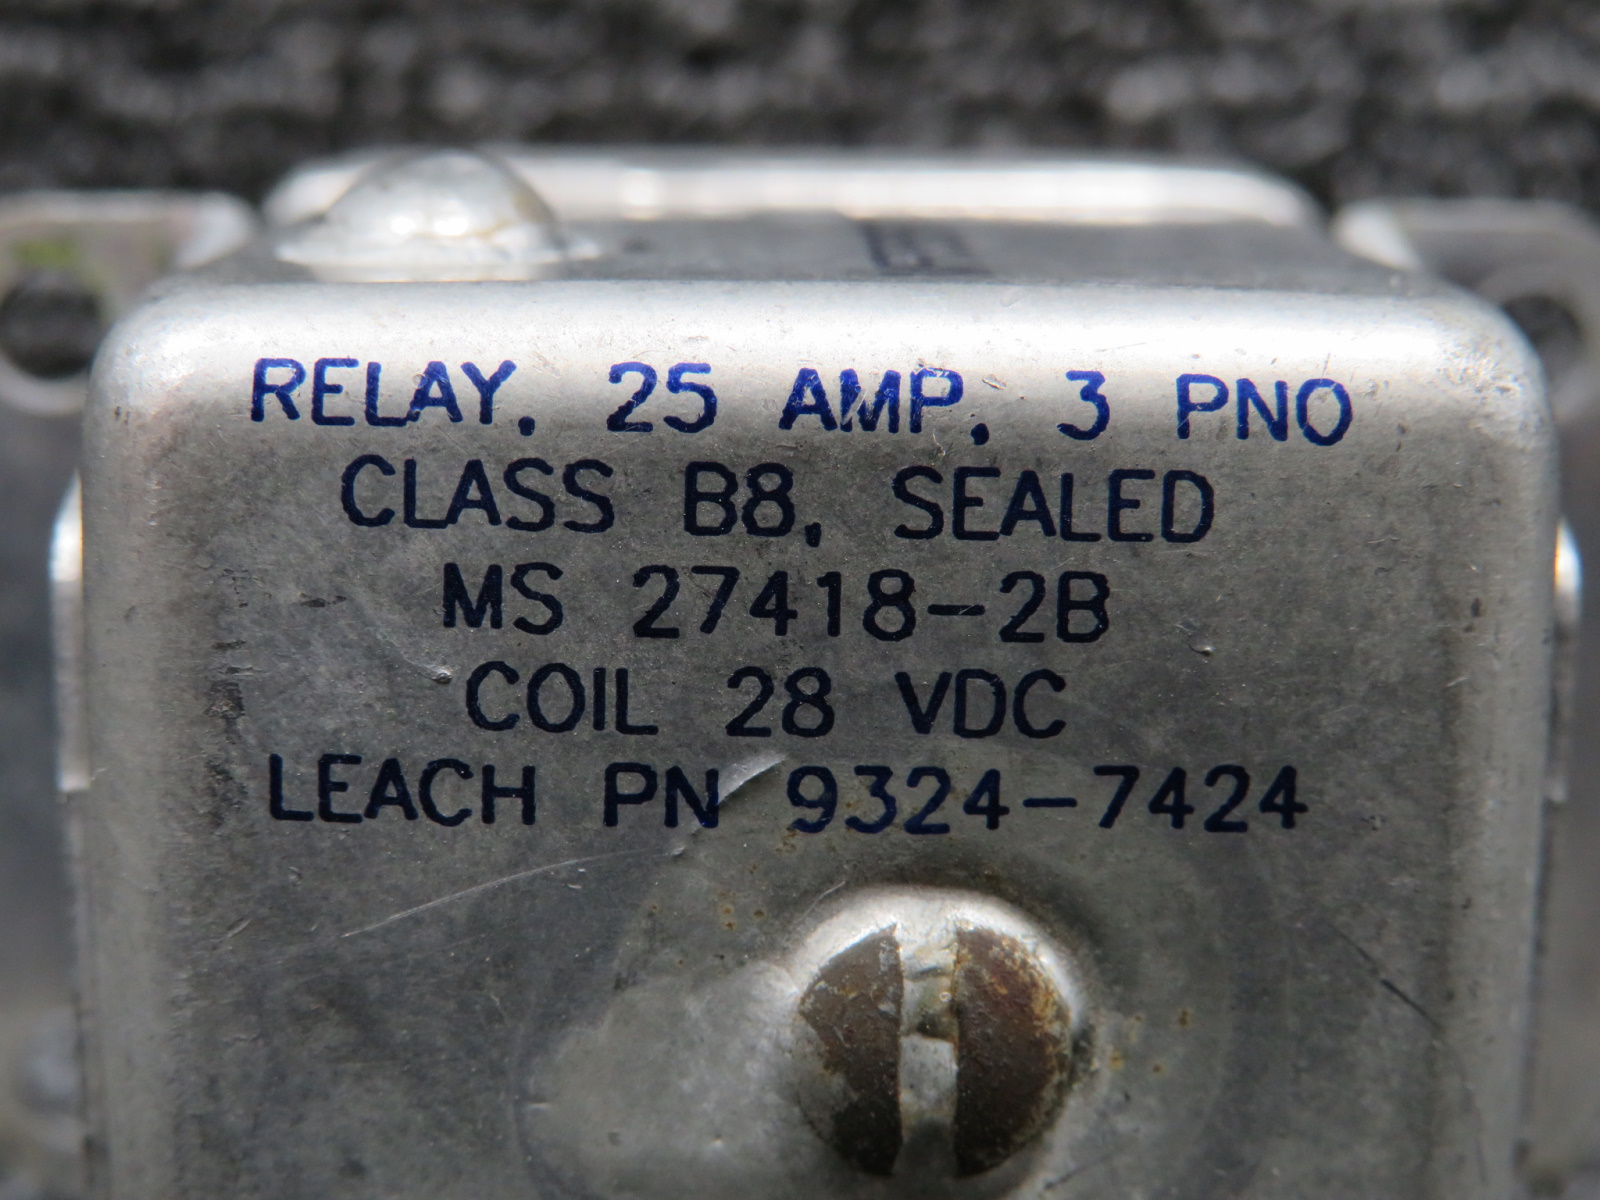 RELAY, 25 AMP, 3 PNO
CLASS B8, SEALED
MS 27418-2B
COIL 28 VDC
LEACH PN 9324-7424